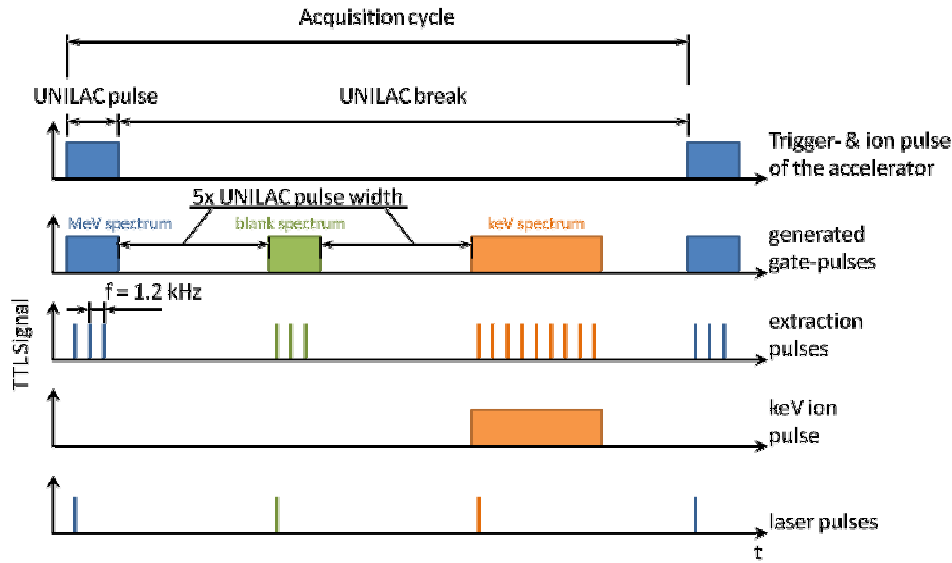 Acquisition cycle
UNILAC pulse
UNILAC break
Trigger- & ion pulse
of the accelerator
5x UNILAC pulse width
MeV spectrum
blank spectrum
keV spectrum
generated
gate-pulses
f = 1.2 kHz
extraction
pulses
TTL Signal
keV ion
pulse
laser pulses
t